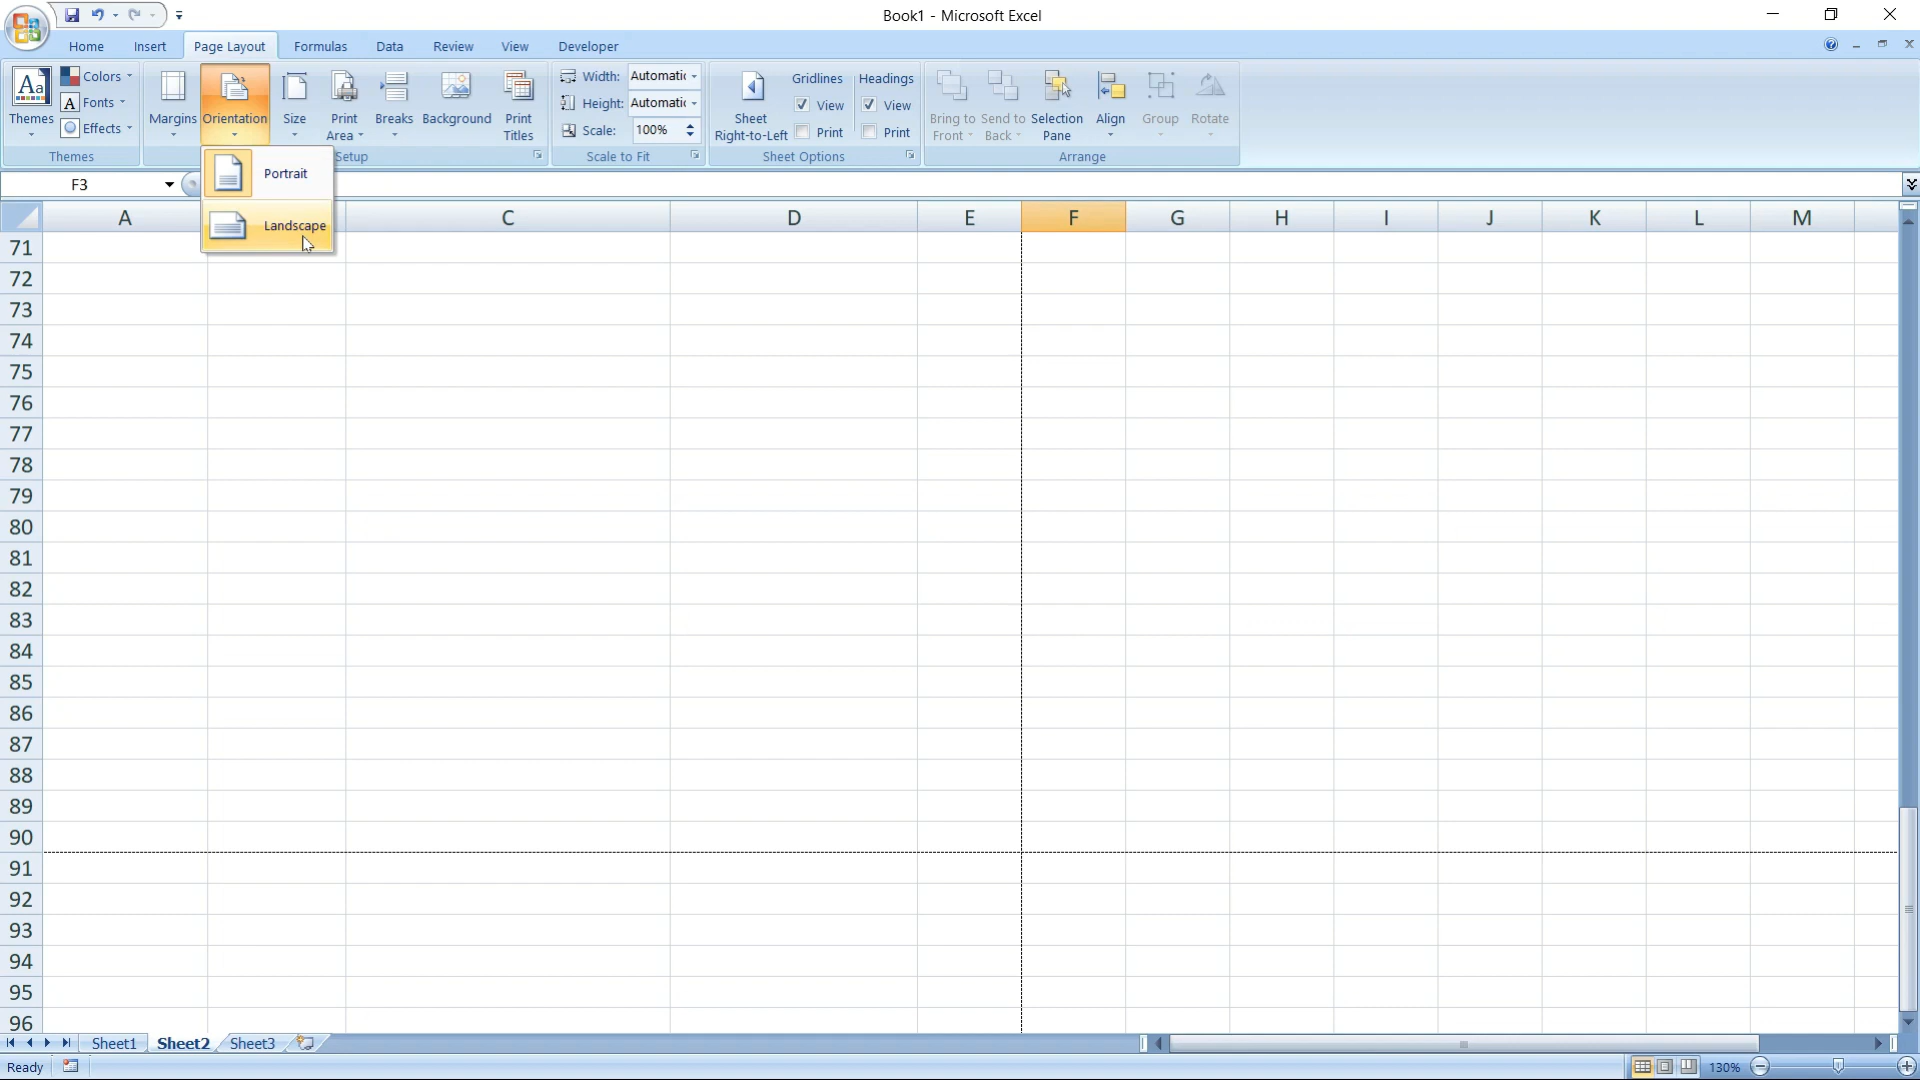 Book1 - Microsoft Excel
Home Insert Page Layout Formulas Data Review View Developer
Aa Themes
Colors
Fonts
Effects
Themes
Margins Orientation Size Print Area Breaks Background Print Titles
Setup
Width: Automatic
Height: Automatic
Scale: 100%
Scale to Fit
Sheet Right-to-Left
Gridlines
View
Print
Headings
View
Print
Sheet Options
Bring to Front Send to Back Selection Pane Align Group Rotate
Arrange
Portrait
Landscape
F3
A C D E F G H I J K L M
71
72
73
74
75
76
77
78
79
80
81
82
83
84
85
86
87
88
89
90
91
92
93
94
95
96
Sheet1 Sheet2 Sheet3
Ready 130%